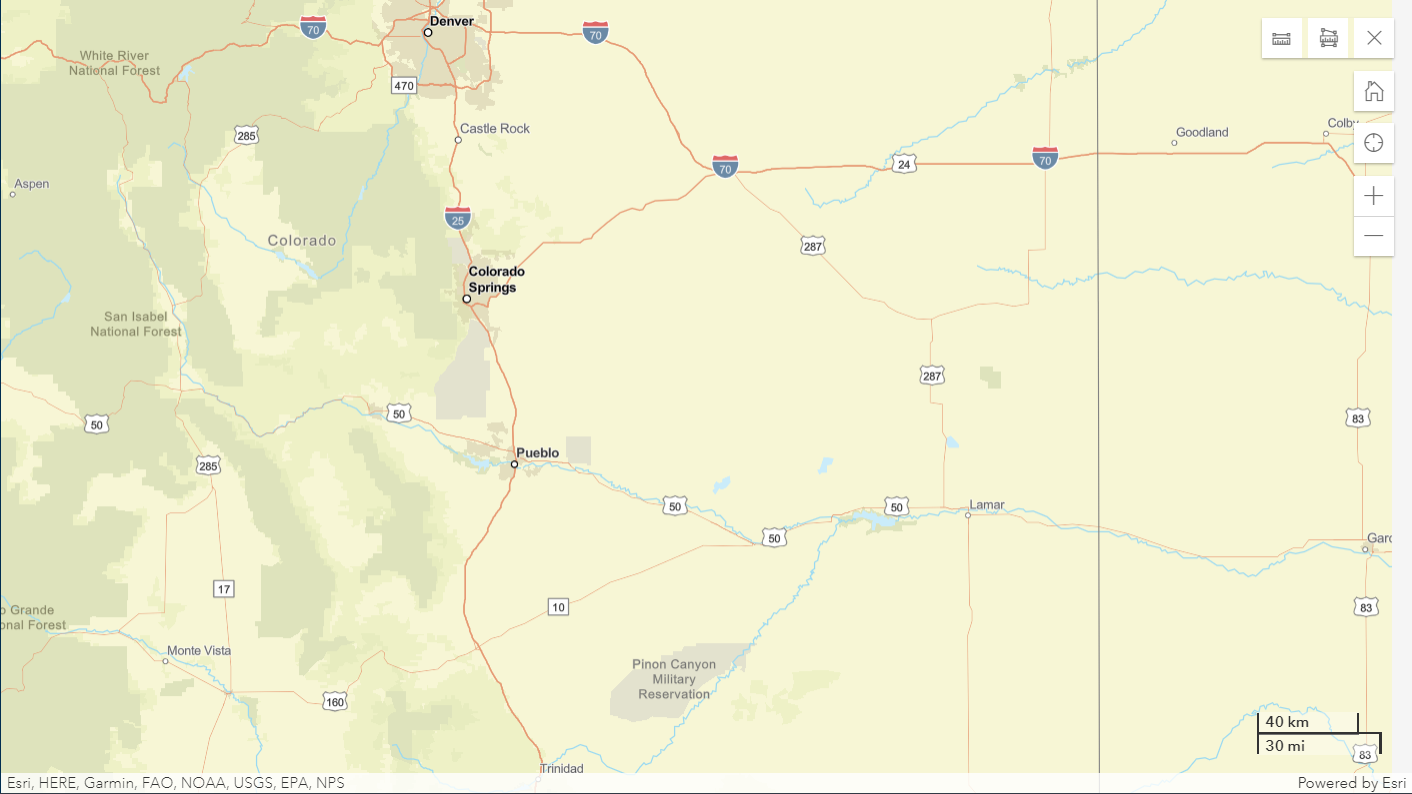 Denver
70
70
White River
National Forest
470
Castle Rock
285
Goodland
Colby
70
24
70
Aspen
25
Colorado
287
Colorado
Springs
San Isabel
National Forest
287
50
50
83
Pueblo
285
50
50
Lamar
50
Gard
17
10
83
o Grande
onal Forest
Monte Vista
Pinon Canyon
Military
Reservation
160
40 km
30 mi
83
Trinidad
Esri, HERE, Garmin, FAO, NOAA, USGS, EPA, NPS
Powered by Esri